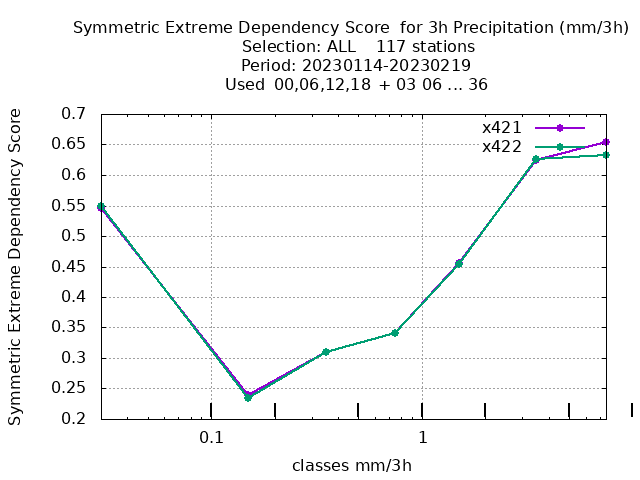 Symmetric Extreme Dependency Score  for 3h Precipitation (mm/3h)
Selection: ALL    117 stations
Period: 20230114-20230219
Used  00,06,12,18  + 03 06 ... 36
0.7
0.65
0.6
0.55
0.5
0.45
0.4
0.35
0.3
0.25
0.2
Symmetric Extreme Dependency Score
x421
x422
0.1
1
classes mm/3h